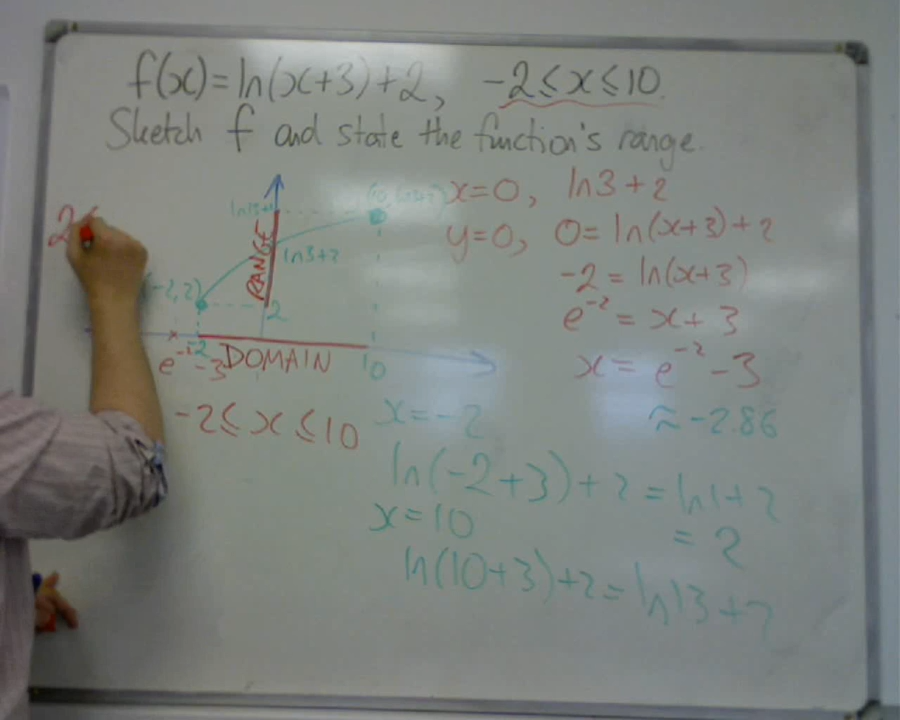 f(x)=ln(x+3)+2, -2≤x≤10
Sketch f and state the function's range.
x=0, ln3+2
y=0, 0=ln(x+3)+2
-2=ln(x+3)
e⁻²=x+3
x=e⁻²-3
≈-2.86
2≤
RANGE
ln3+2
(-2,2)
2
-2
e⁻²-3
DOMAIN
10
-2≤x≤10
x=-2
ln(-2+3)+2=ln1+2
=2
x=10
ln(10+3)+2=ln13+2